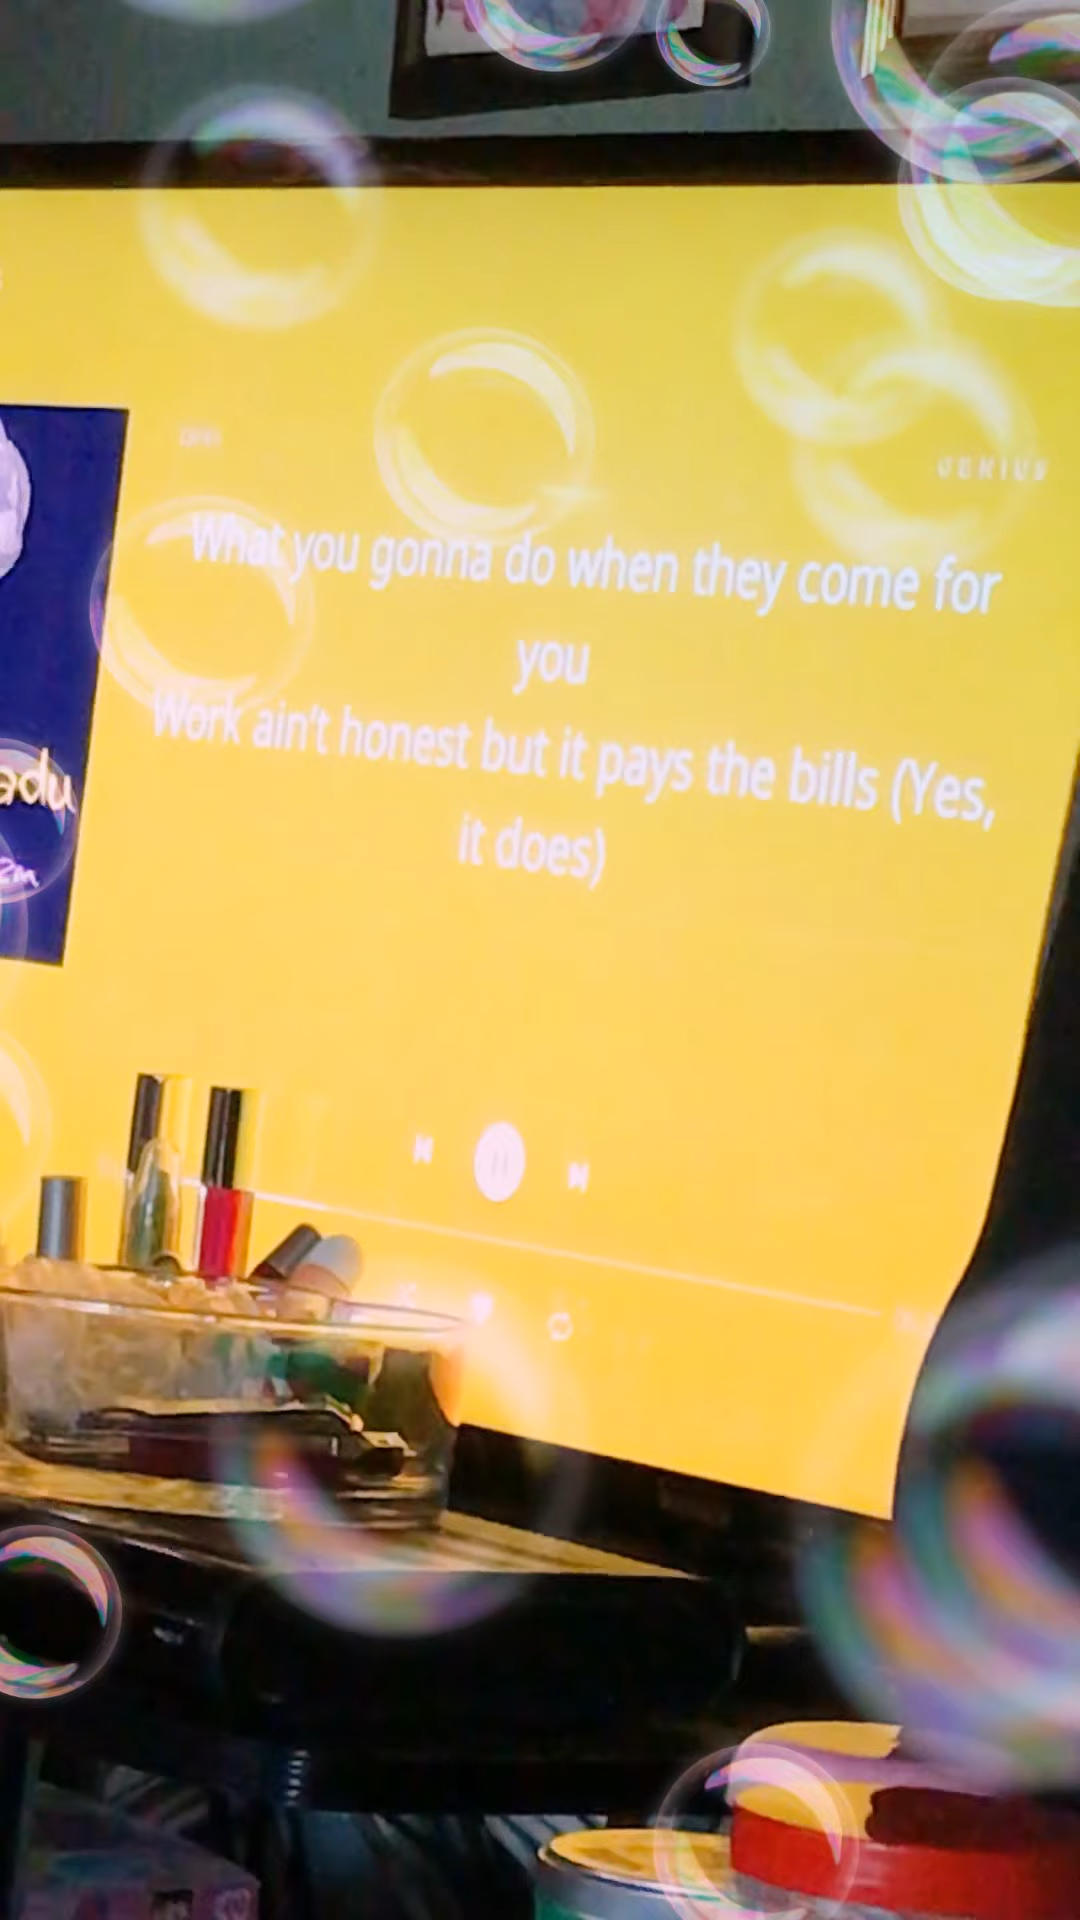 GENIUS
What you gonna do when they come for
you
Work ain't honest but it pays the bills (Yes,
it does)
adu